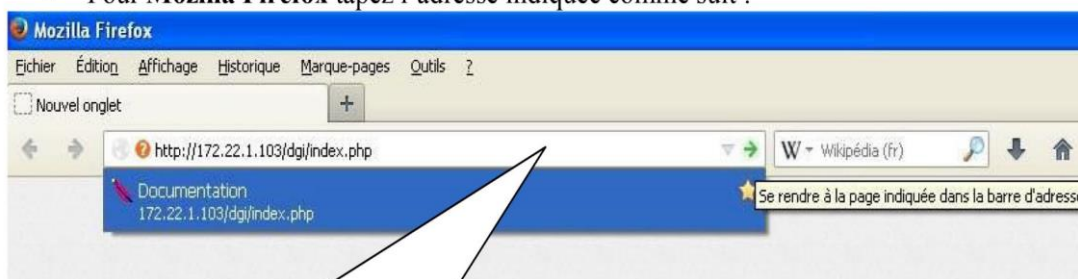 Pour Mozilla Firefox tapez l'adresse indiquée comme suit :
Mozilla Firefox
Fichier Édition Affichage Historique Marque-pages Outils ?
Nouvel onglet +
http://172.22.1.103/dgi/index.php W Wikipédia (fr)
Documentation
172.22.1.103/dgi/index.php
Se rendre à la page indiquée dans la barre d'adresse